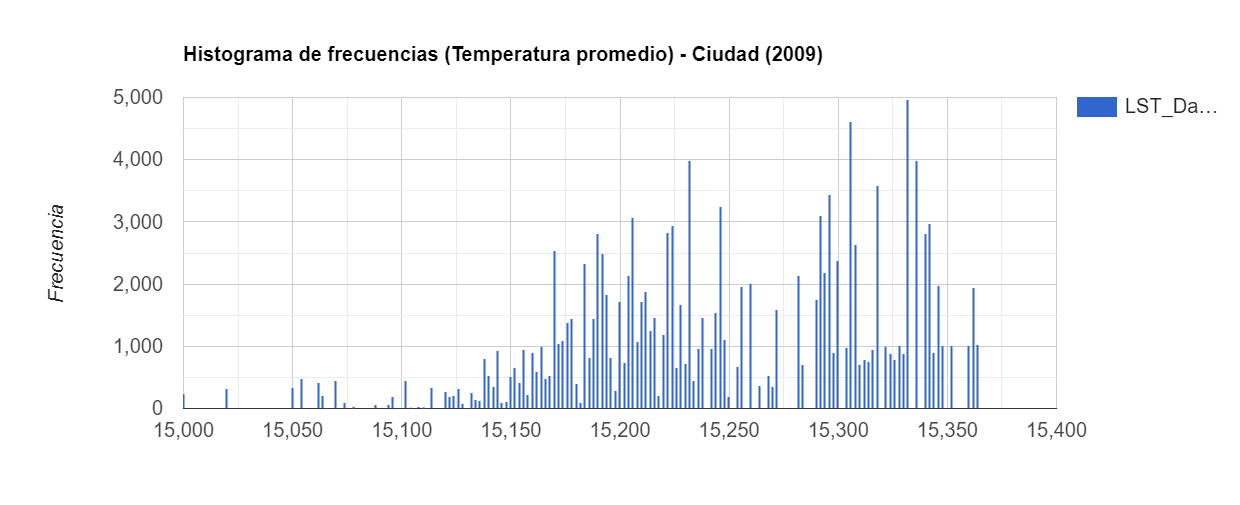 Histograma de frecuencias (Temperatura promedio) - Ciudad (2009)
5,000
4,000
3,000
2,000
1,000
0
Frecuencia
15,000 15,050 15,100 15,150 15,200 15,250 15,300 15,350 15,400
LST_Da…